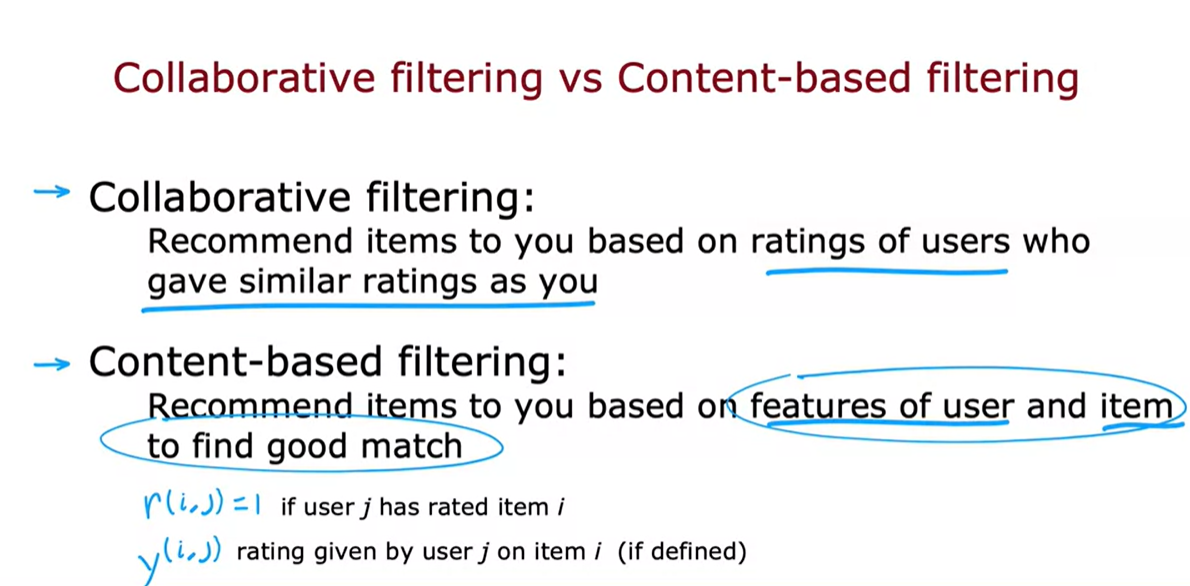 Collaborative filtering vs Content-based filtering
→ Collaborative filtering:
Recommend items to you based on ratings of users who
gave similar ratings as you
→ Content-based filtering:
Recommend items to you based on features of user and item
to find good match
r(i,j)=1 if user j has rated item i
y(i,j) rating given by user j on item i (if defined)